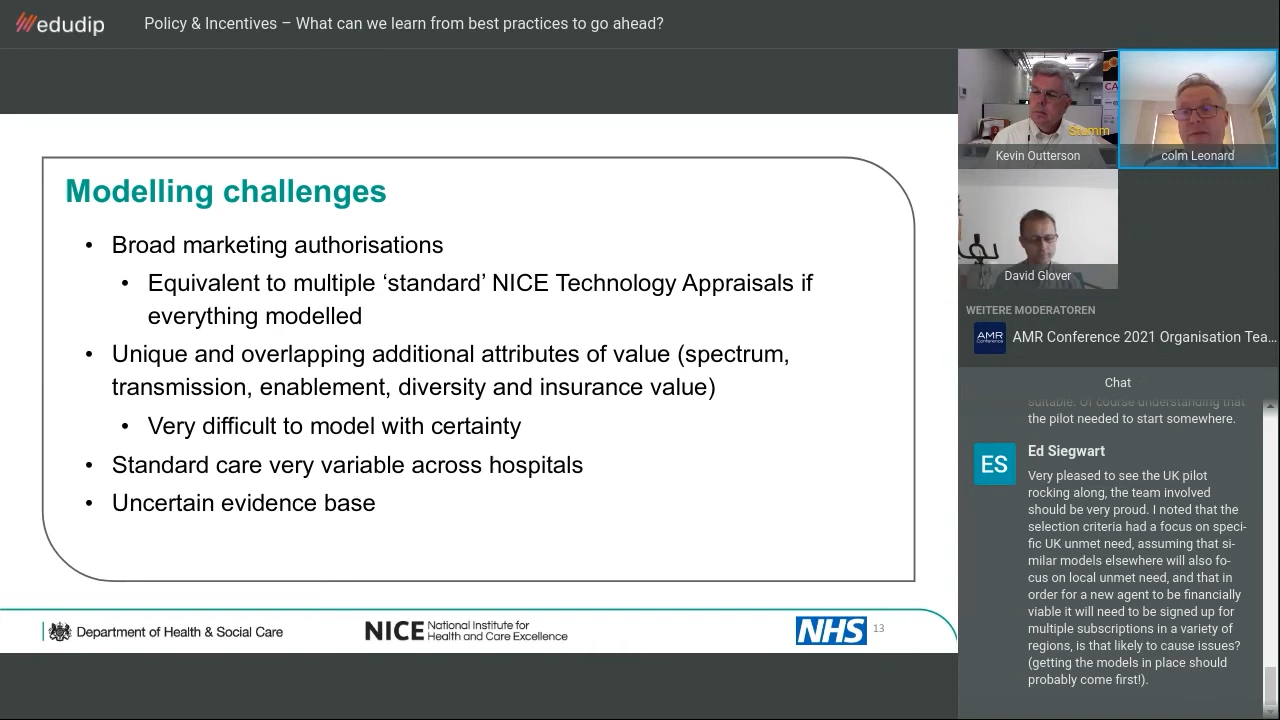 edudip
Policy & Incentives – What can we learn from best practices to go ahead?
Modelling challenges
• Broad marketing authorisations
• Equivalent to multiple ‘standard’ NICE Technology Appraisals if
everything modelled
• Unique and overlapping additional attributes of value (spectrum,
transmission, enablement, diversity and insurance value)
• Very difficult to model with certainty
• Standard care very variable across hospitals
• Uncertain evidence base
Department of Health & Social Care
NICE National Institute for
Health and Care Excellence
NHS
13
CA
Stumm
Kevin Outterson
colm Leonard
David Glover
WEITERE MODERATOREN
AMR
Conference
AMR Conference 2021 Organisation Tea...
Chat
suitable. Of course understanding that
the pilot needed to start somewhere.
ES
Ed Siegwart
Very pleased to see the UK pilot
rocking along, the team involved
should be very proud. I noted that the
selection criteria had a focus on speci-
fic UK unmet need, assuming that si-
milar models elsewhere will also fo-
cus on local unmet need, and that in
order for a new agent to be financially
viable it will need to be signed up for
multiple subscriptions in a variety of
regions, is that likely to cause issues?
(getting the models in place should
probably come first!).